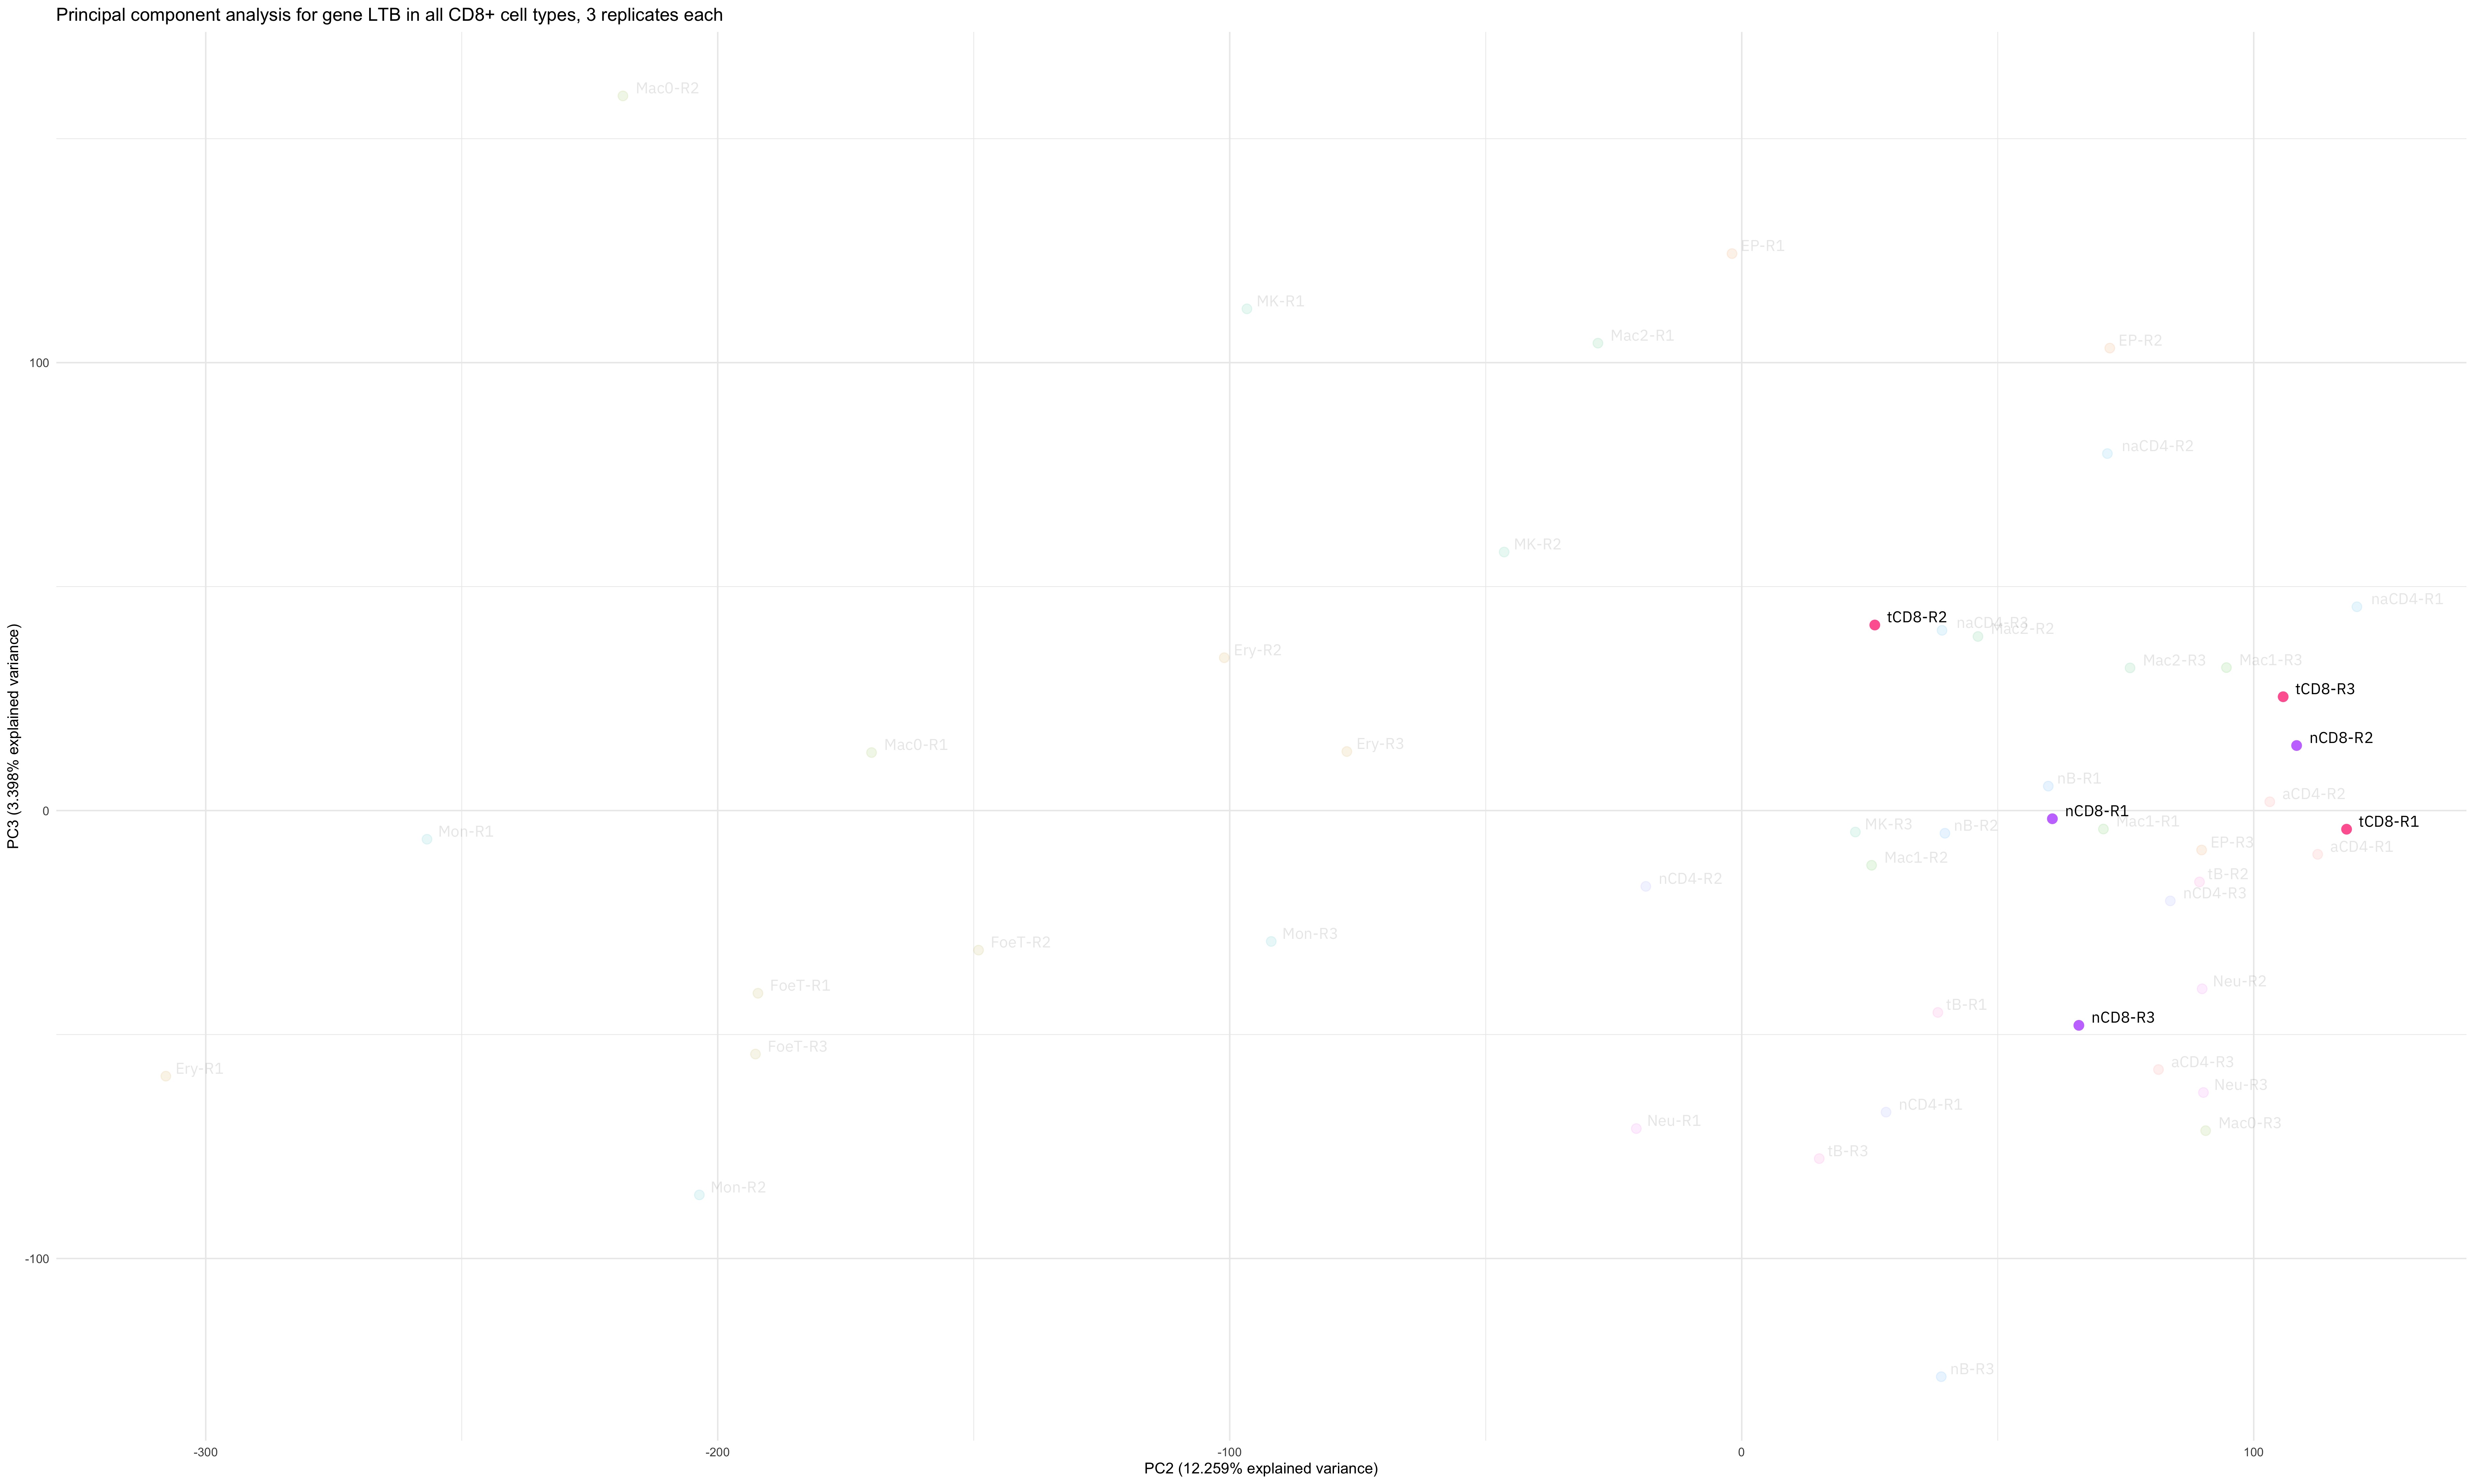 Principal component analysis for gene LTB in all CD8+ cell types, 3 replicates each
Mac0-R2
EP-R1
MK-R1
Mac2-R1
EP-R2
100
naCD4-R2
MK-R2
naCD4-R1
tCD8-R2
naCD4-R3
Mac2-R2
Ery-R2
Mac2-R3
Mac1-R3
tCD8-R3
PC3 (3.398% explained variance)
nCD8-R2
Mac0-R1
Ery-R3
nB-R1
aCD4-R2
0
nCD8-R1
Mac1-R1
tCD8-R1
MK-R3
nB-R2
Mon-R1
EP-R3
aCD4-R1
Mac1-R2
tB-R2
nCD4-R2
nCD4-R3
Mon-R3
FoeT-R2
Neu-R2
FoeT-R1
tB-R1
nCD8-R3
FoeT-R3
aCD4-R3
Ery-R1
Neu-R3
nCD4-R1
Neu-R1
Mac0-R3
tB-R3
Mon-R2
-100
nB-R3
-300
-200
-100
0
100
PC2 (12.259% explained variance)